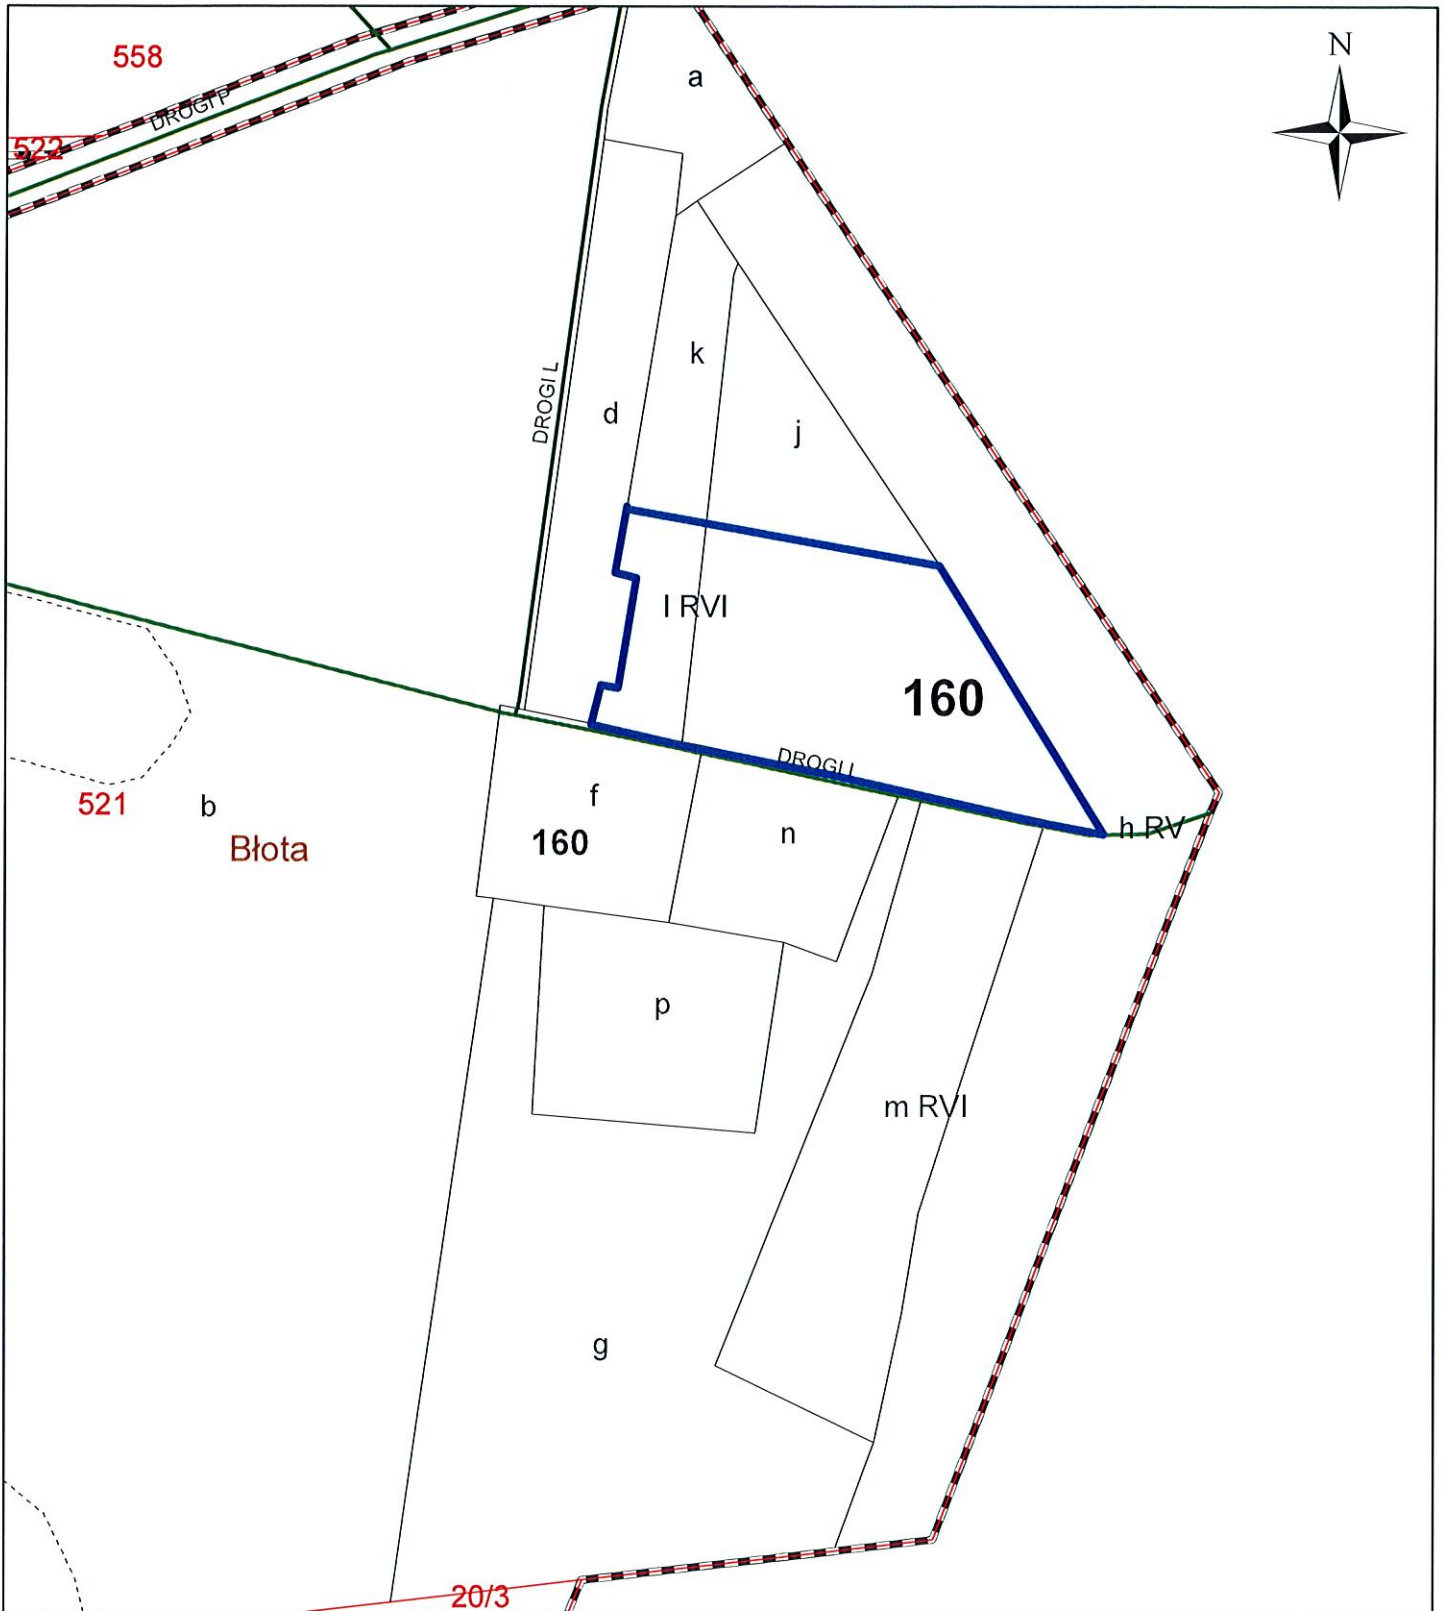 558
N
a
DROGI P
522
k
DROGI L
d
j
l RVI
160
DROGI L
521
b
f
n
h RV
160
Błota
p
m RVI
g
20/3